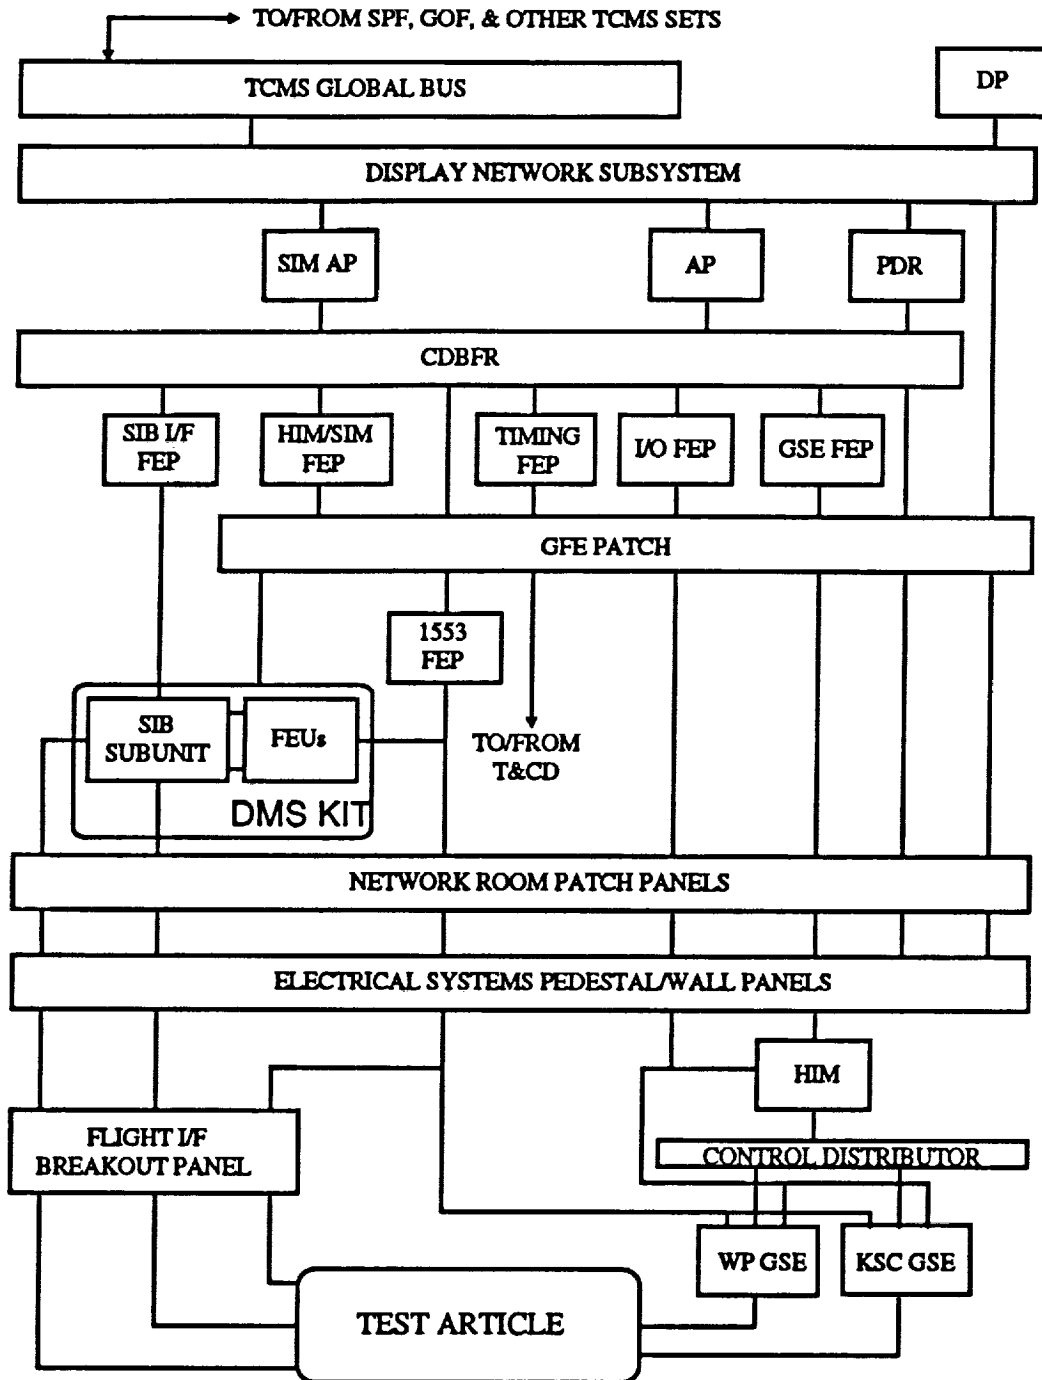 TO/FROM SPF, GOF, & OTHER TCMS SETS
TCMS GLOBAL BUS
DP
DISPLAY NETWORK SUBSYSTEM
SIM AP
AP
PDR
CDBFR
SIB I/F
FEP
HIM/SIM
FEP
TIMING
FEP
I/O FEP
GSE FEP
GFE PATCH
1553
FEP
SIB
SUBUNIT
FEUs
DMS KIT
TO/FROM
T&CD
NETWORK ROOM PATCH PANELS
ELECTRICAL SYSTEMS PEDESTAL/WALL PANELS
HIM
FLIGHT I/F
BREAKOUT PANEL
CONTROL DISTRIBUTOR
WP GSE
KSC GSE
TEST ARTICLE